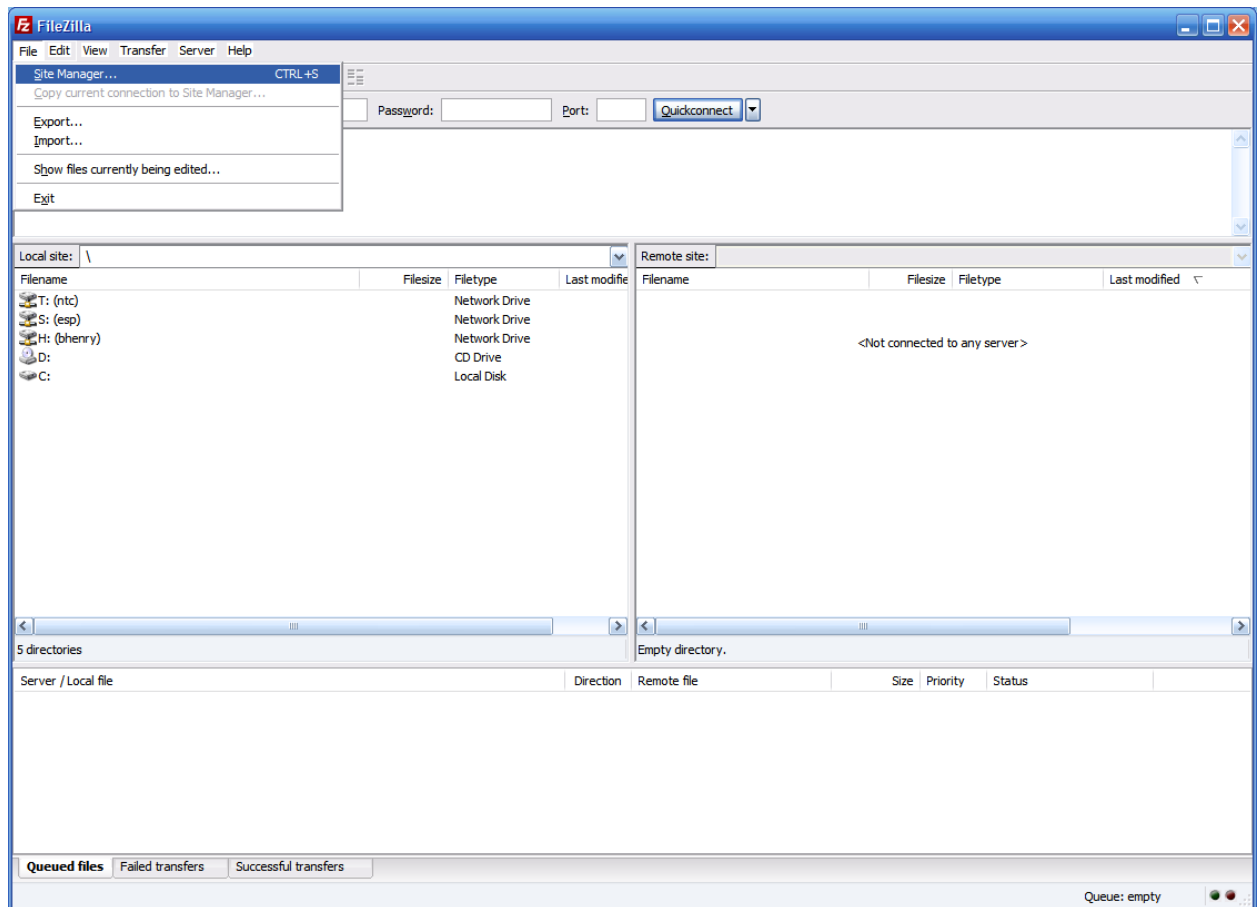 FileZilla
File Edit View Transfer Server Help
Site Manager... CTRL+S
Copy current connection to Site Manager...
Password: Port: Quickconnect
Export...
Import...
Show files currently being edited...
Exit
Local site: \ Remote site:
Filename Filesize Filetype Last modifie Filename Filesize Filetype Last modified
T: (ntc) Network Drive
S: (esp) Network Drive
H: (bhenry) Network Drive <Not connected to any server>
D: CD Drive
C: Local Disk
5 directories Empty directory.
Server / Local file Direction Remote file Size Priority Status
Queued files Failed transfers Successful transfers
Queue: empty